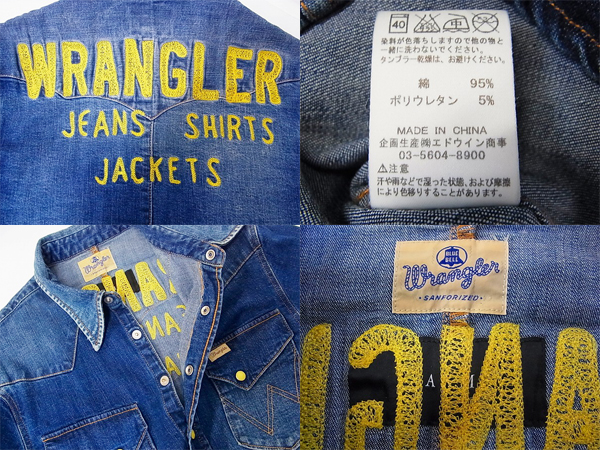 WRANGLER
JEANS SHIRTS
JACKETS
40
染料が色落ちしますので他の物と
一緒に洗わないでください。
タンブラー乾燥は、お避けください。
綿 95%
ポリウレタン 5%
MADE IN CHINA
企画生産㈱エドウイン商事
03-5604-8900
⚠注意
汗や雨などで湿った状態、および摩擦
により色移りすることがあります。
BLUE BELL
Wrangler
SANFORIZED
Wrangler
• SANFORIZED •